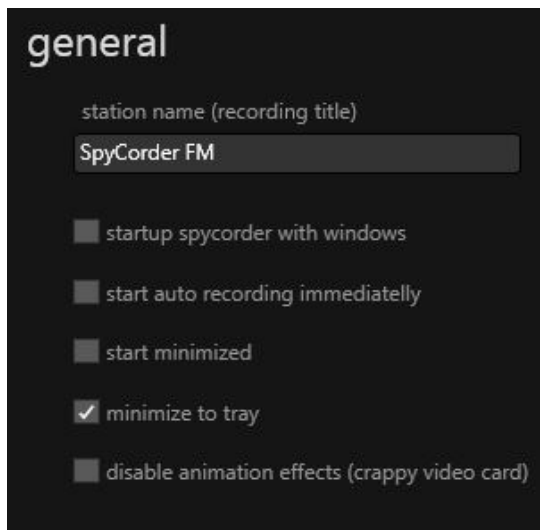 general
station name (recording title)
SpyCorder FM
startup spycorder with windows
start auto recording immediatelly
start minimized
minimize to tray
disable animation effects (crappy video card)